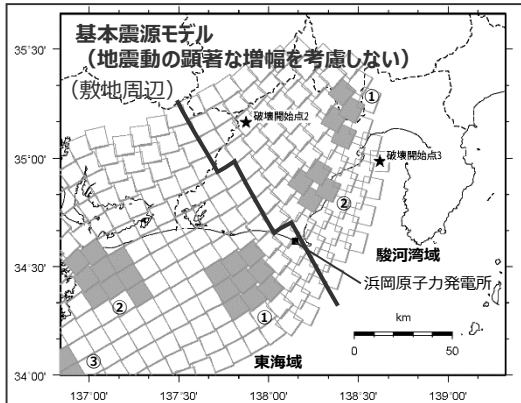 基本震源モデル
（地震動の顕著な増幅を考慮しない）
（敷地周辺）
35°30'
①
★破壊開始点2
35°00'
★破壊開始点3
②
駿河湾域
34°30'
浜岡原子力発電所
②
①
km
③
東海域
0 50
34°00'
137°00' 137°30' 138°00' 138°30' 139°00'